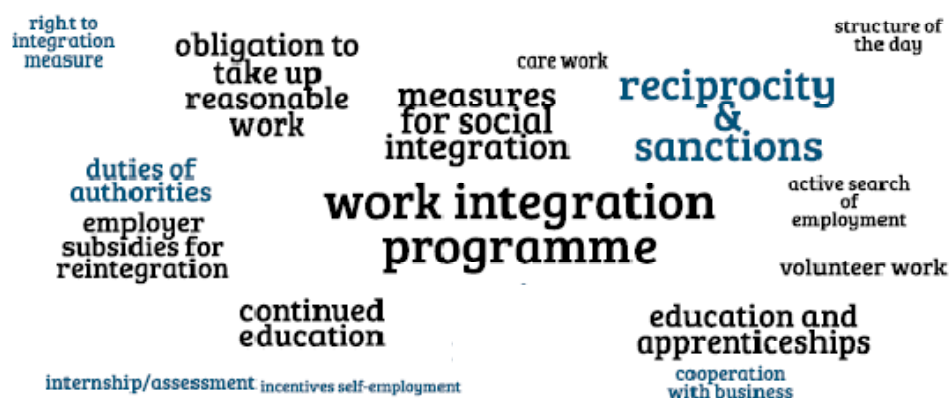 right to
integration
measure
obligation to
take up
reasonable
work
care work
structure of
the day
measures
for social
integration
reciprocity
&
sanctions
duties of
authorities
employer
subsidies for
reintegration
work integration
programme
active search
of
employment
volunteer work
continued
education
education and
apprenticeships
internship/assessment
incentives self-employment
cooperation
with business